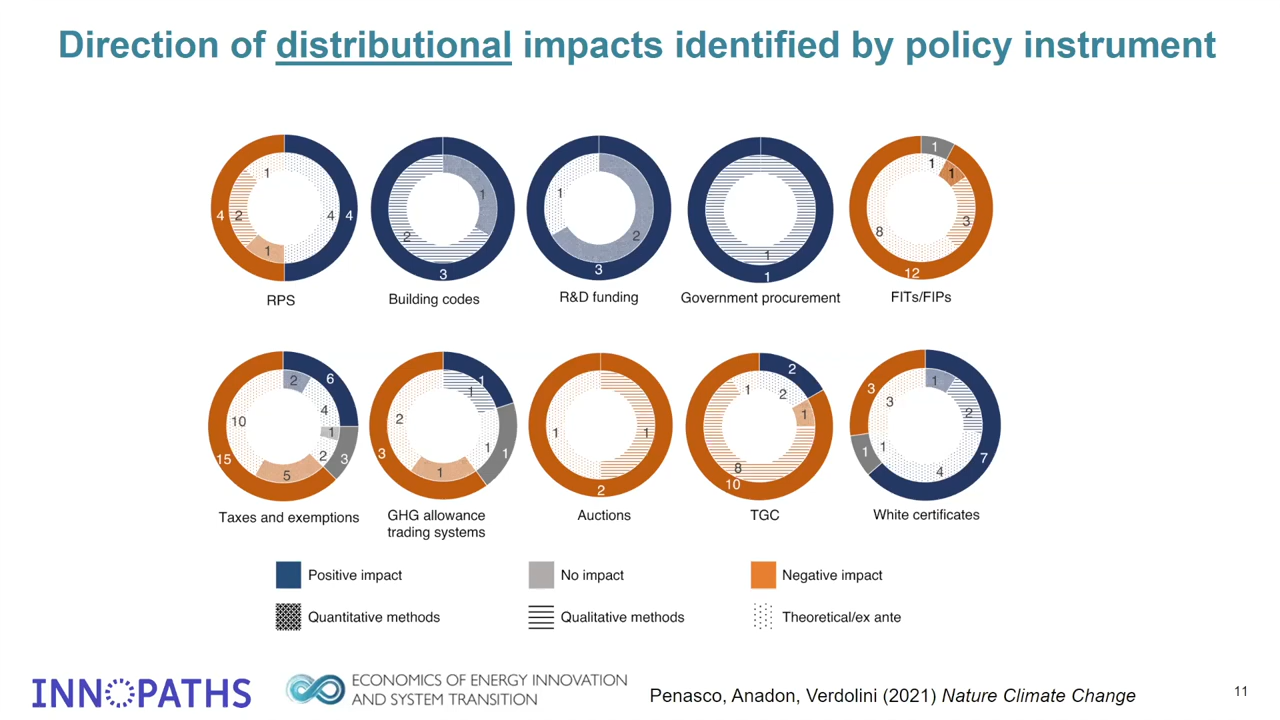 Direction of distributional impacts identified by policy instrument
4 2 1 1 4 4
RPS
1 2 3
Building codes
1 2 3
R&D funding
1 1
Government procurement
1 1 1 3 8 12
FITs/FIPs
2 6 4 1 3 2 5 10 15
Taxes and exemptions
1 1 1 1 1 2 3
GHG allowance
trading systems
1 1 2
Auctions
2 2 1 1 8 10
TGC
1 2 7 4 1 1 3 3
White certificates
Positive impact
No impact
Negative impact
Quantitative methods
Qualitative methods
Theoretical/ex ante
INNOPATHS
ECONOMICS OF ENERGY INNOVATION
AND SYSTEM TRANSITION
Penasco, Anadon, Verdolini (2021) Nature Climate Change
11